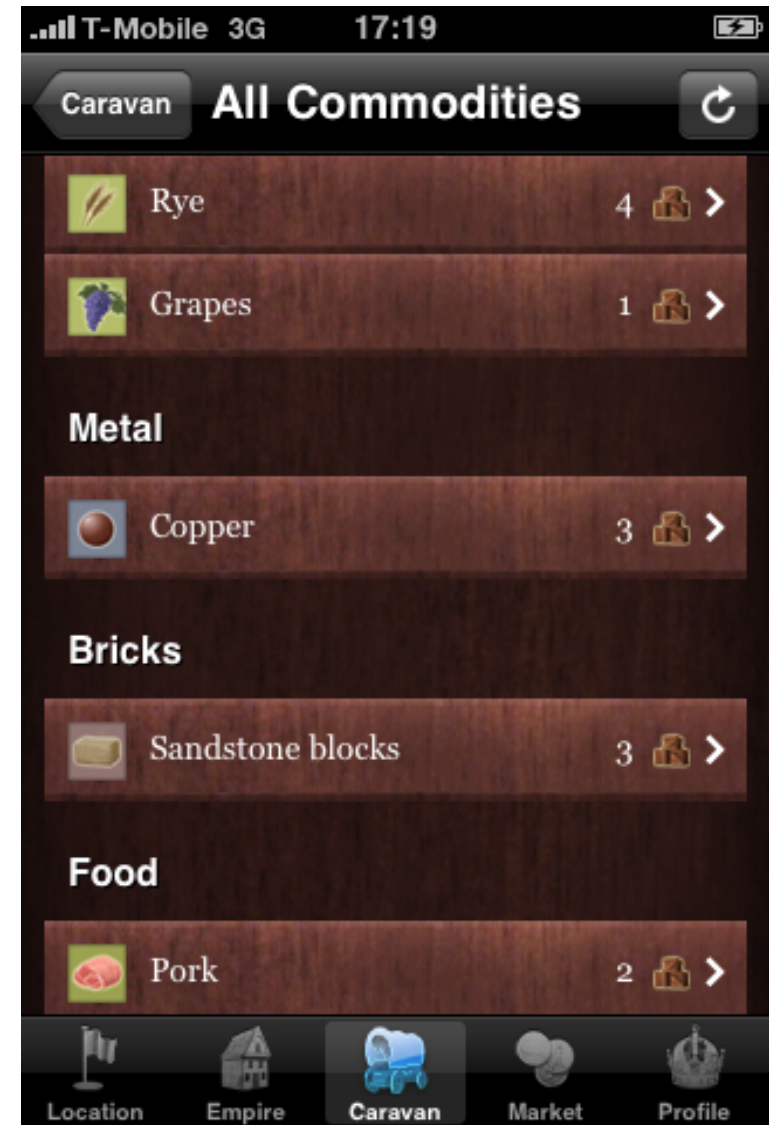 T-Mobile 3G 17:19
Caravan All Commodities
Rye 4
Grapes 1
Metal
Copper 3
Bricks
Sandstone blocks 3
Food
Pork 2
Location Empire Caravan Market Profile